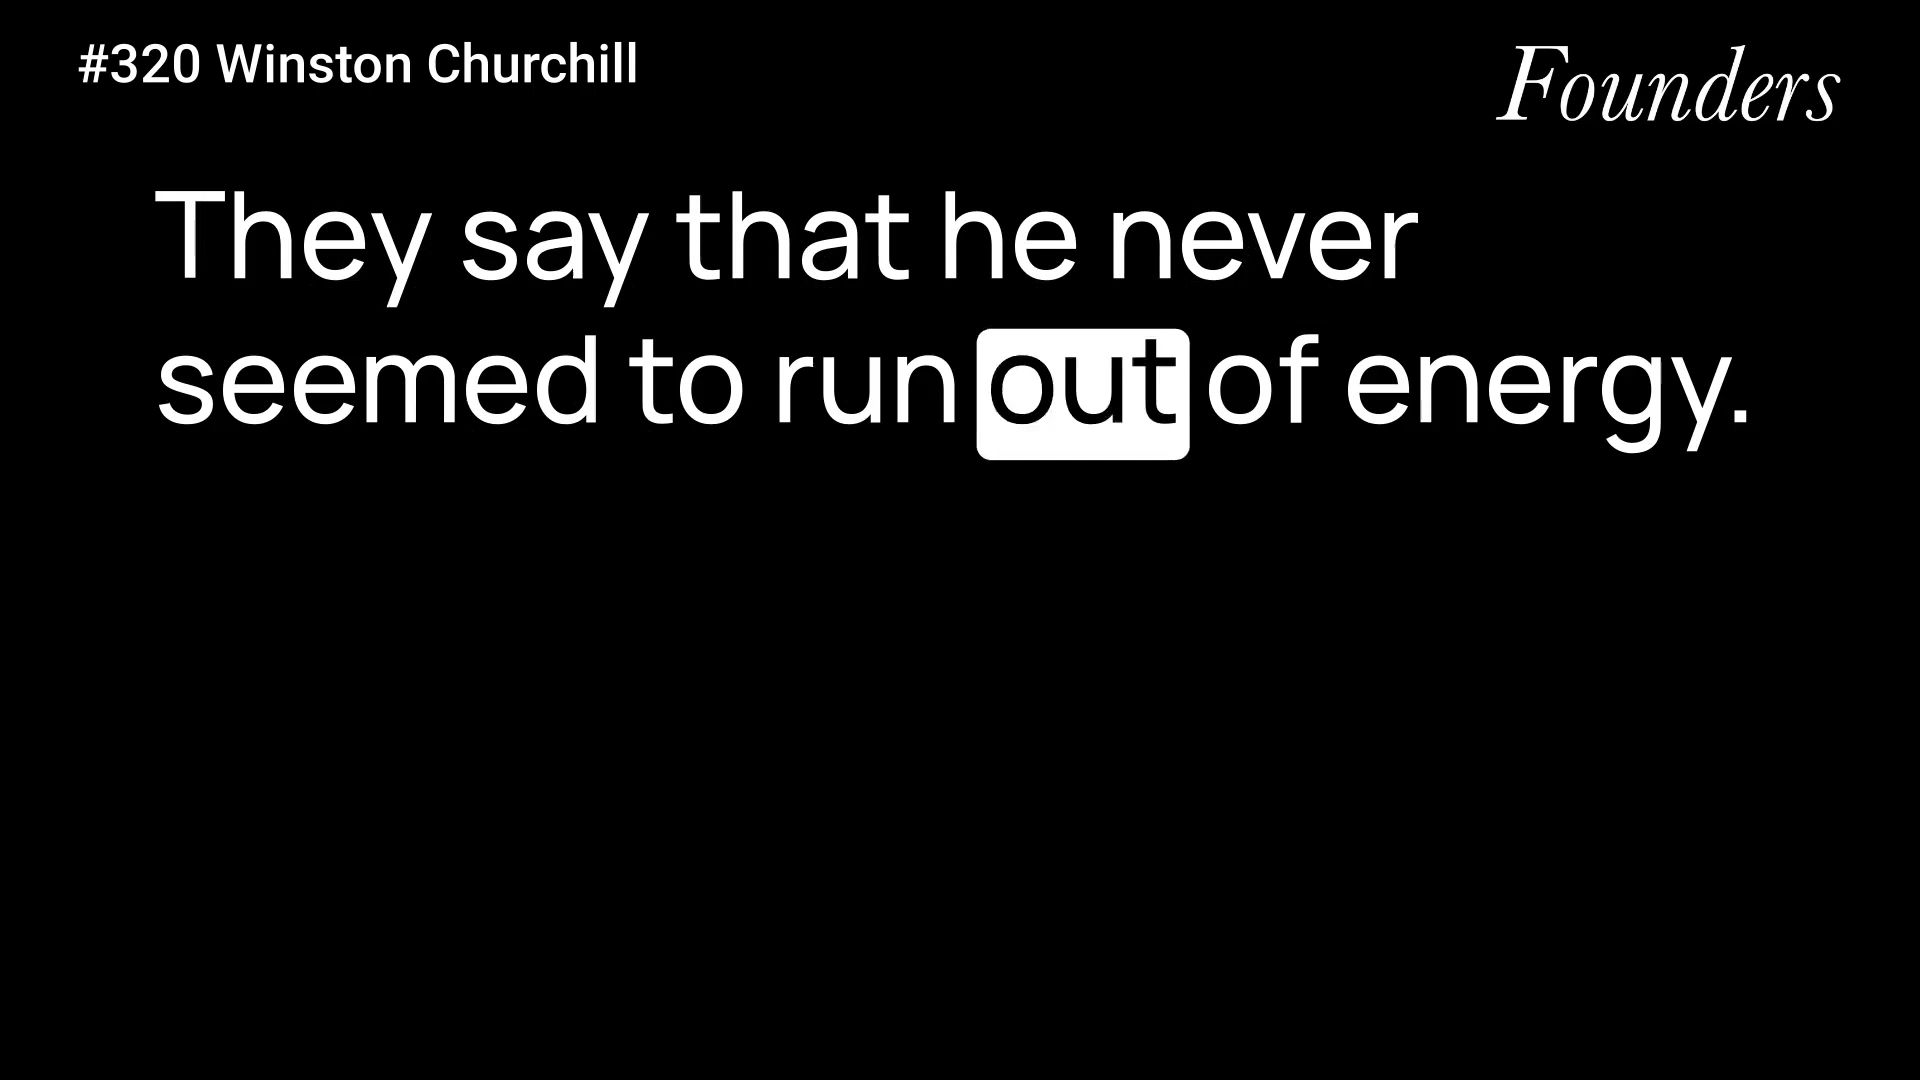 #320 Winston Churchill
Founders
They say that he never
seemed to run out of energy.